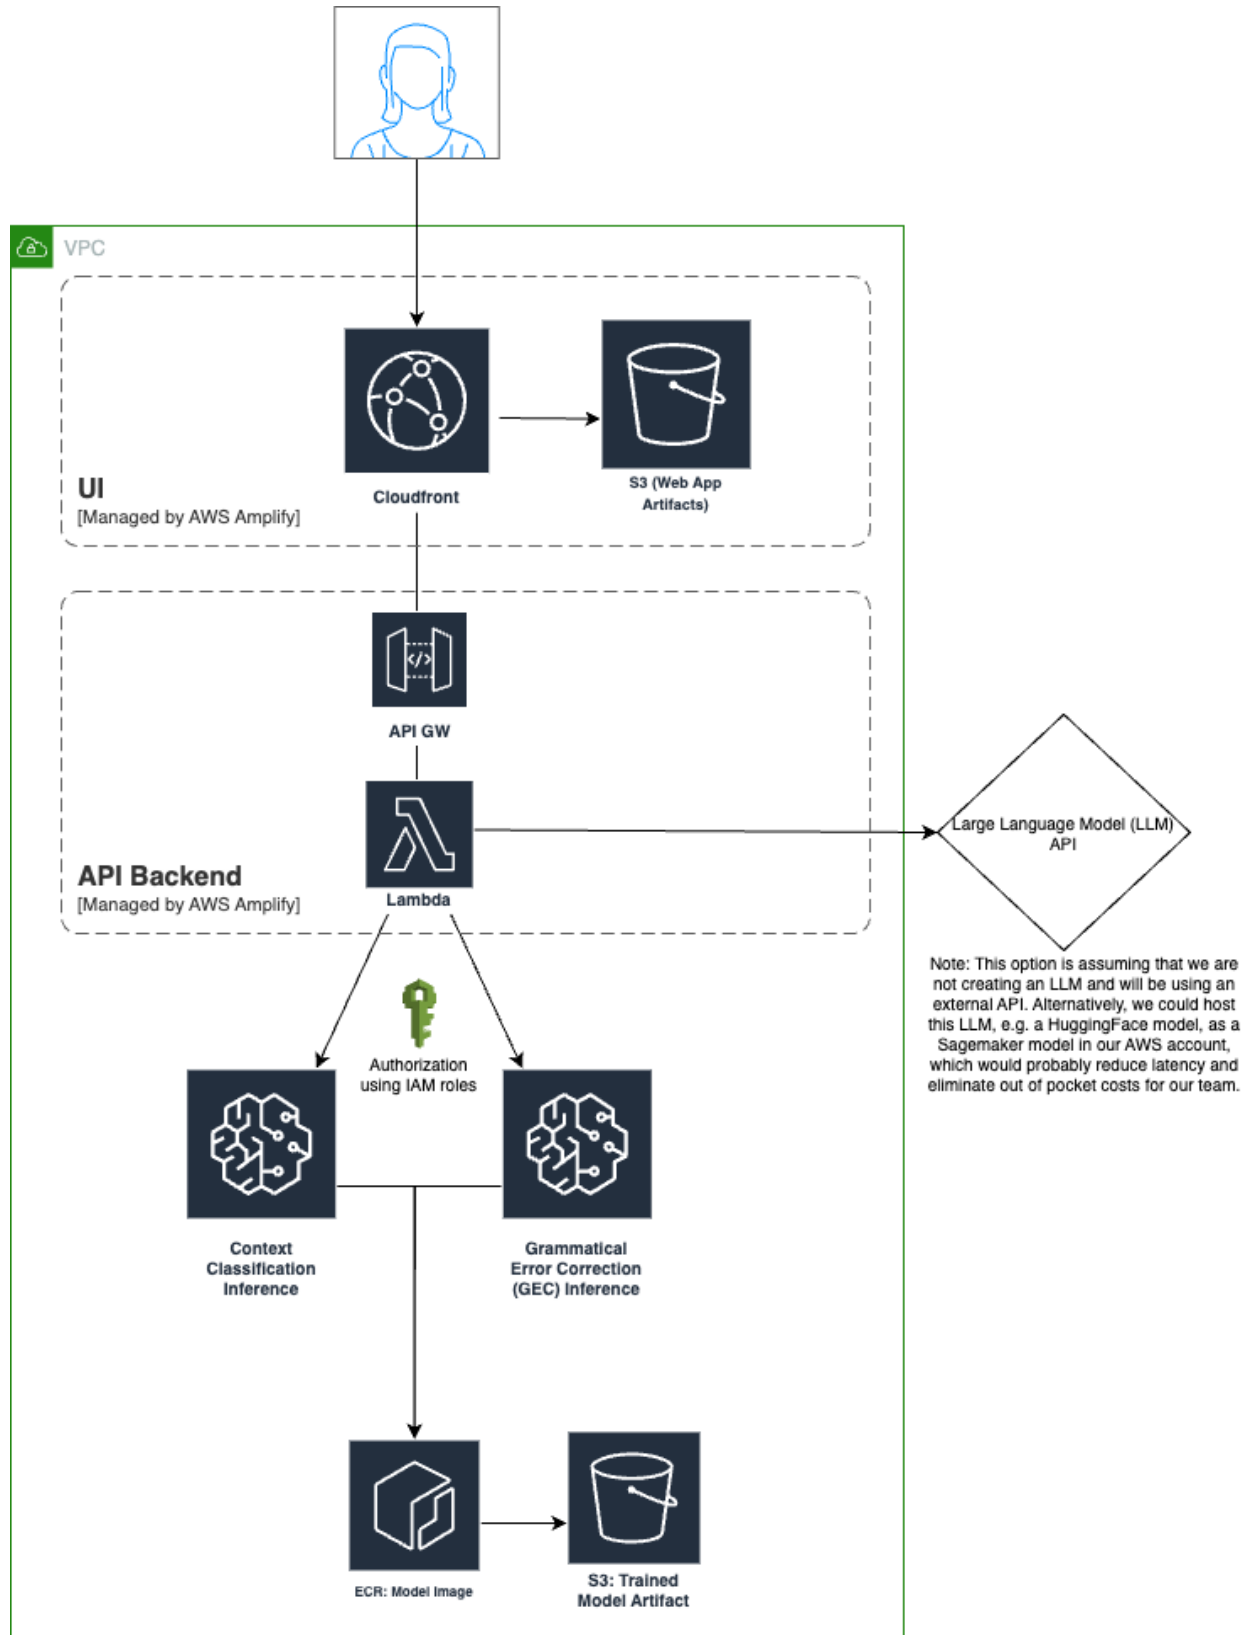 VPC
Cloudfront
S3 (Web App
Artifacts)
UI
[Managed by AWS Amplify]
</>
API GW
Lambda
API Backend
[Managed by AWS Amplify]
Large Language Model (LLM)
API
Note: This option is assuming that we are
not creating an LLM and will be using an
external API. Alternatively, we could host
this LLM, e.g. a HuggingFace model, as a
Sagemaker model in our AWS account,
which would probably reduce latency and
eliminate out of pocket costs for our team.
Authorization
using IAM roles
Context
Classification
Inference
Grammatical
Error Correction
(GEC) Inference
ECR: Model Image
S3: Trained
Model Artifact